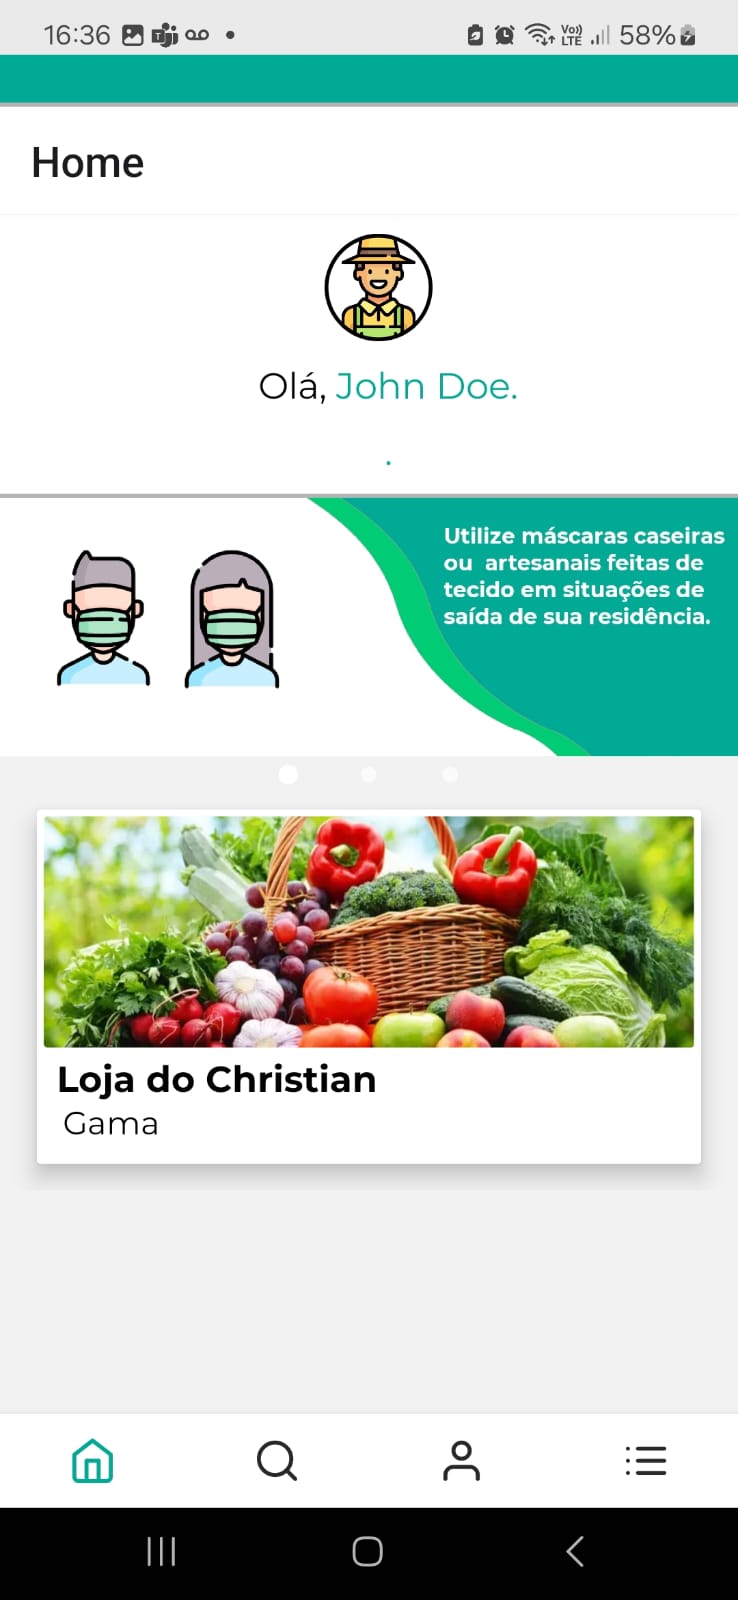 16:36
Vo))
LTE
58%
Home
Olá, John Doe.
.
Utilize máscaras caseiras
ou  artesanais feitas de
tecido em situações de
saída de sua residência.
Loja do Christian
Gama